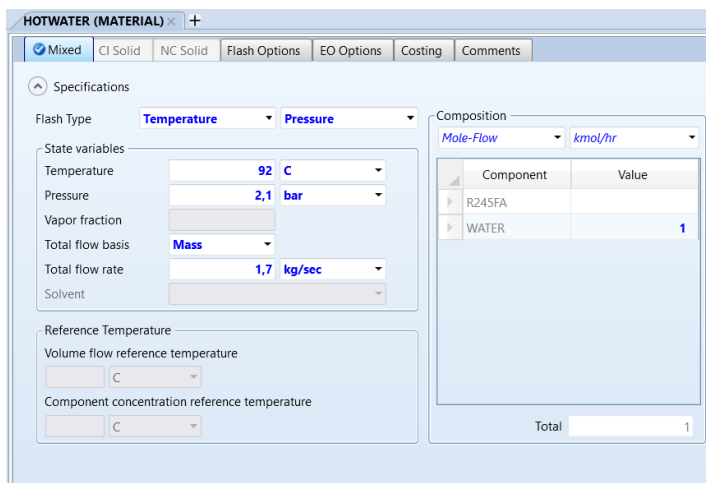 HOTWATER (MATERIAL) × +
Mixed CI Solid NC Solid Flash Options EO Options Costing Comments
Specifications
Flash Type Temperature Pressure
State variables
Temperature 92 C
Pressure 2,1 bar
Vapor fraction
Total flow basis Mass
Total flow rate 1,7 kg/sec
Solvent
Reference Temperature
Volume flow reference temperature
C
Component concentration reference temperature
C
Composition
Mole-Flow kmol/hr
Component Value
R245FA
WATER 1
Total 1